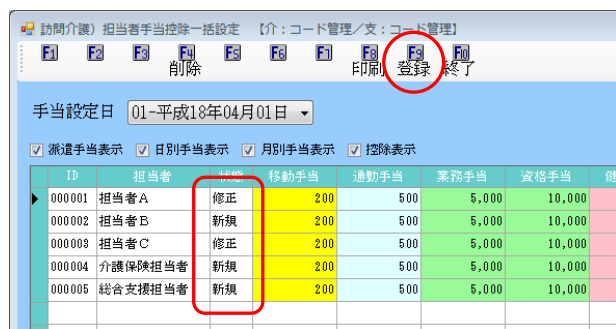 訪問介護）担当者手当控除一括設定 【介：コード管理／支：コード管理】
F1 F2 F3 F4 F5 F6 F7 F8 F9 F10
削除 印刷 登録 終了
手当設定日 01-平成18年04月01日
派遣手当表示 日別手当表示 月別手当表示 控除表示
ID 担当者 状態 移動手当 通勤手当 業務手当 資格手当 健
000001 担当者A 修正 200 500 5,000 10,000
000002 担当者B 新規 200 500 5,000 10,000
000003 担当者C 修正 200 500 5,000 10,000
000004 介護保険担当者 新規 200 500 5,000 10,000
000005 総合支援担当者 新規 200 500 5,000 10,000